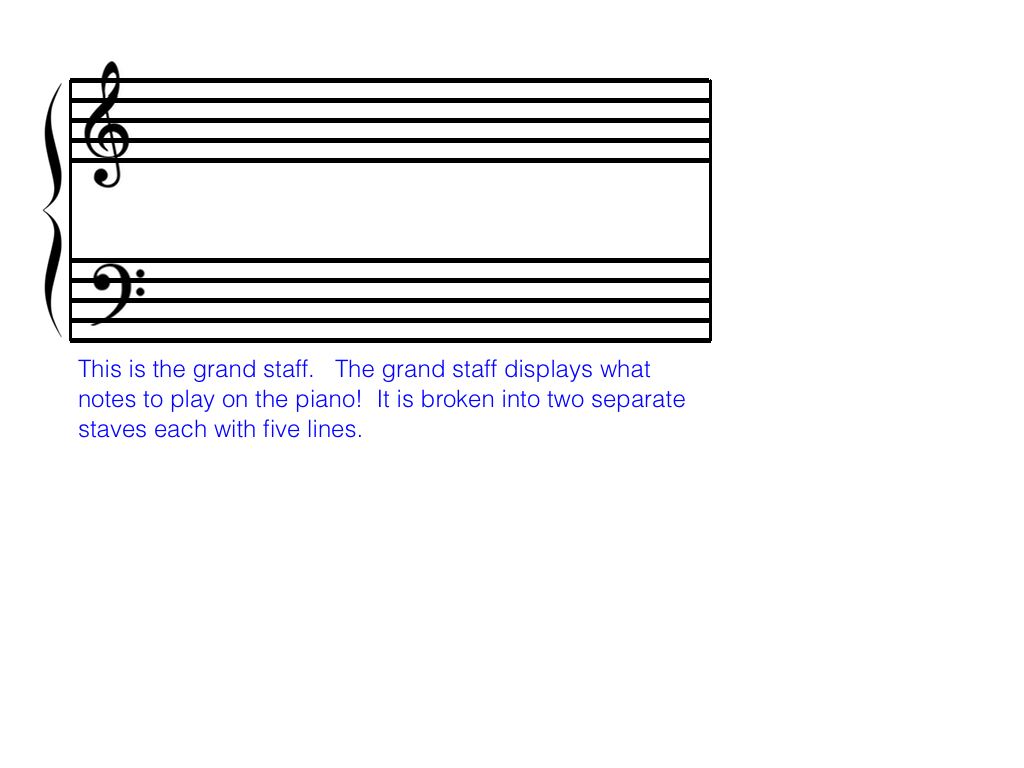 This is the grand staff.   The grand staff displays what
notes to play on the piano!  It is broken into two separate
staves each with five lines.